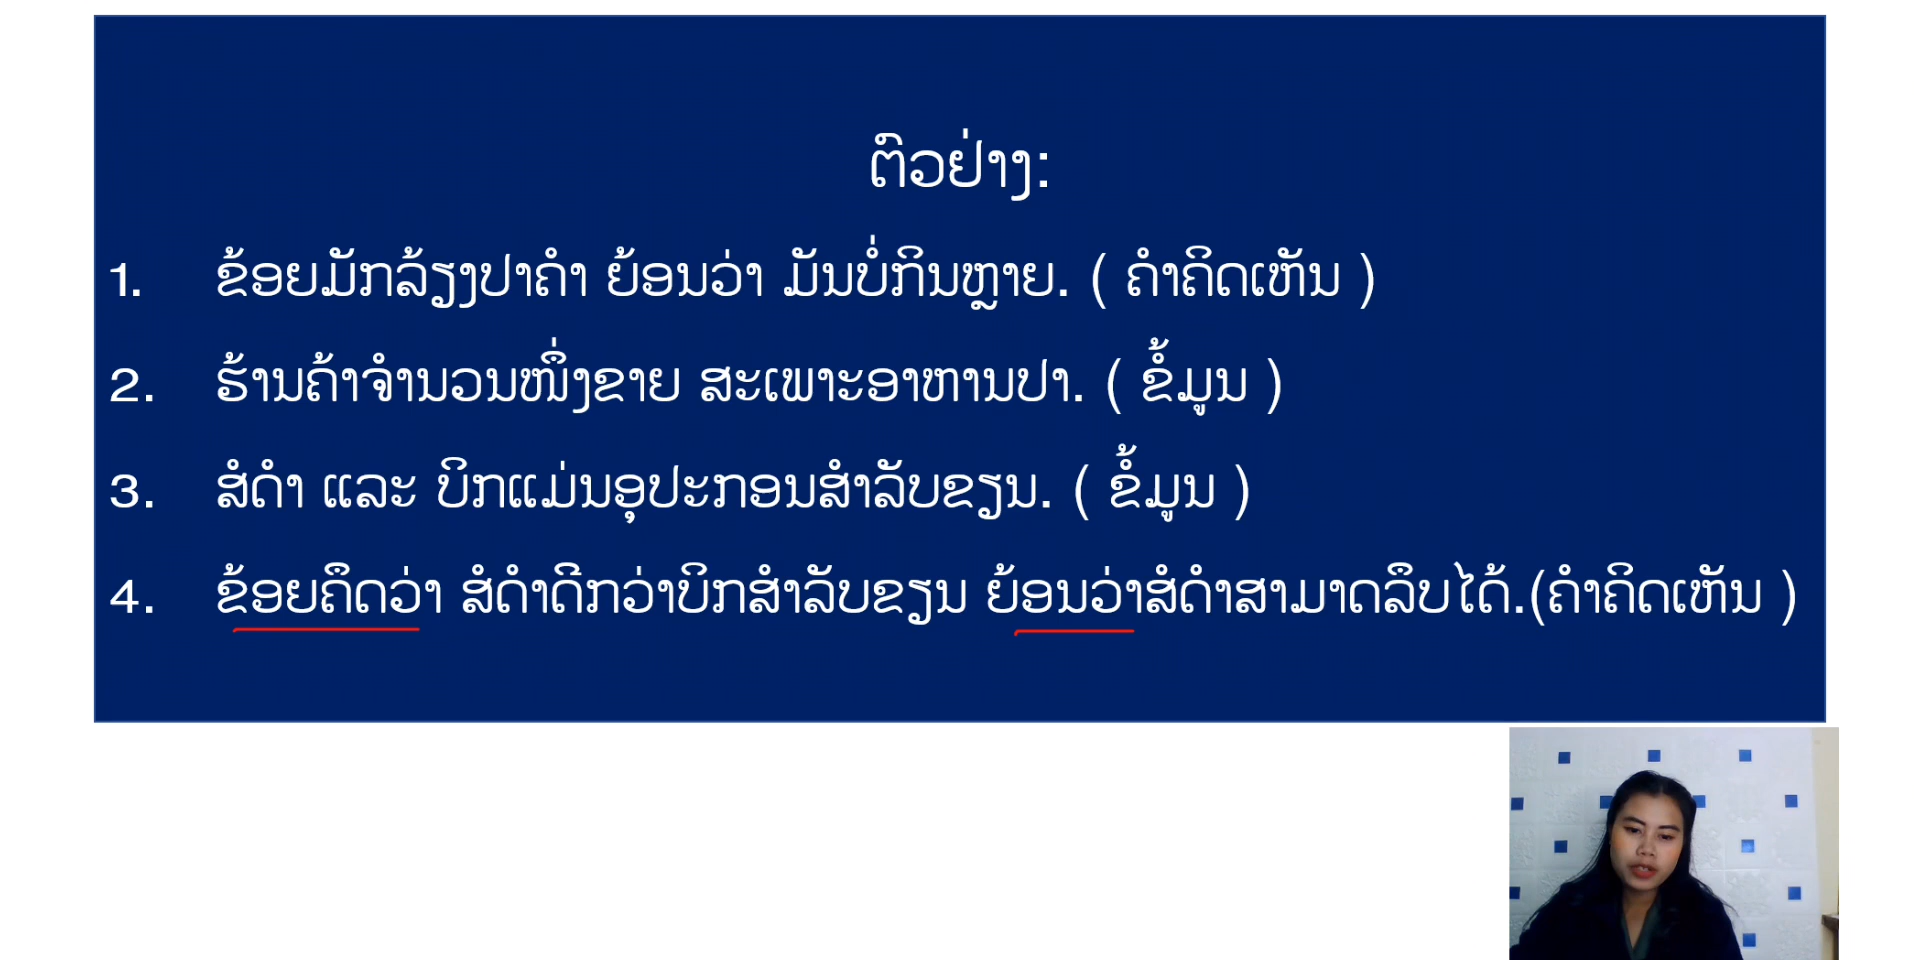 ຕົວຢ່າງ:
1. ຂ້ອຍມັກລ້ຽງປາຄຳ ຍ້ອນວ່າ ມັນບໍ່ກິນຫຼາຍ. ( ຄຳຄິດເຫັນ )
2. ຮ້ານຄ້າຈຳນວນໜຶ່ງຂາຍ ສະເພາະອາຫານປາ. ( ຂໍ້ມູນ )
3. ສໍດຳ ແລະ ບິກແມ່ນອຸປະກອນສຳລັບຂຽນ. ( ຂໍ້ມູນ )
4. ຂ້ອຍຄຶດວ່າ ສໍດຳດີກວ່າບິກສຳລັບຂຽນ ຍ້ອນວ່າສໍດຳສາມາດລຶບໄດ້.(ຄຳຄິດເຫັນ )